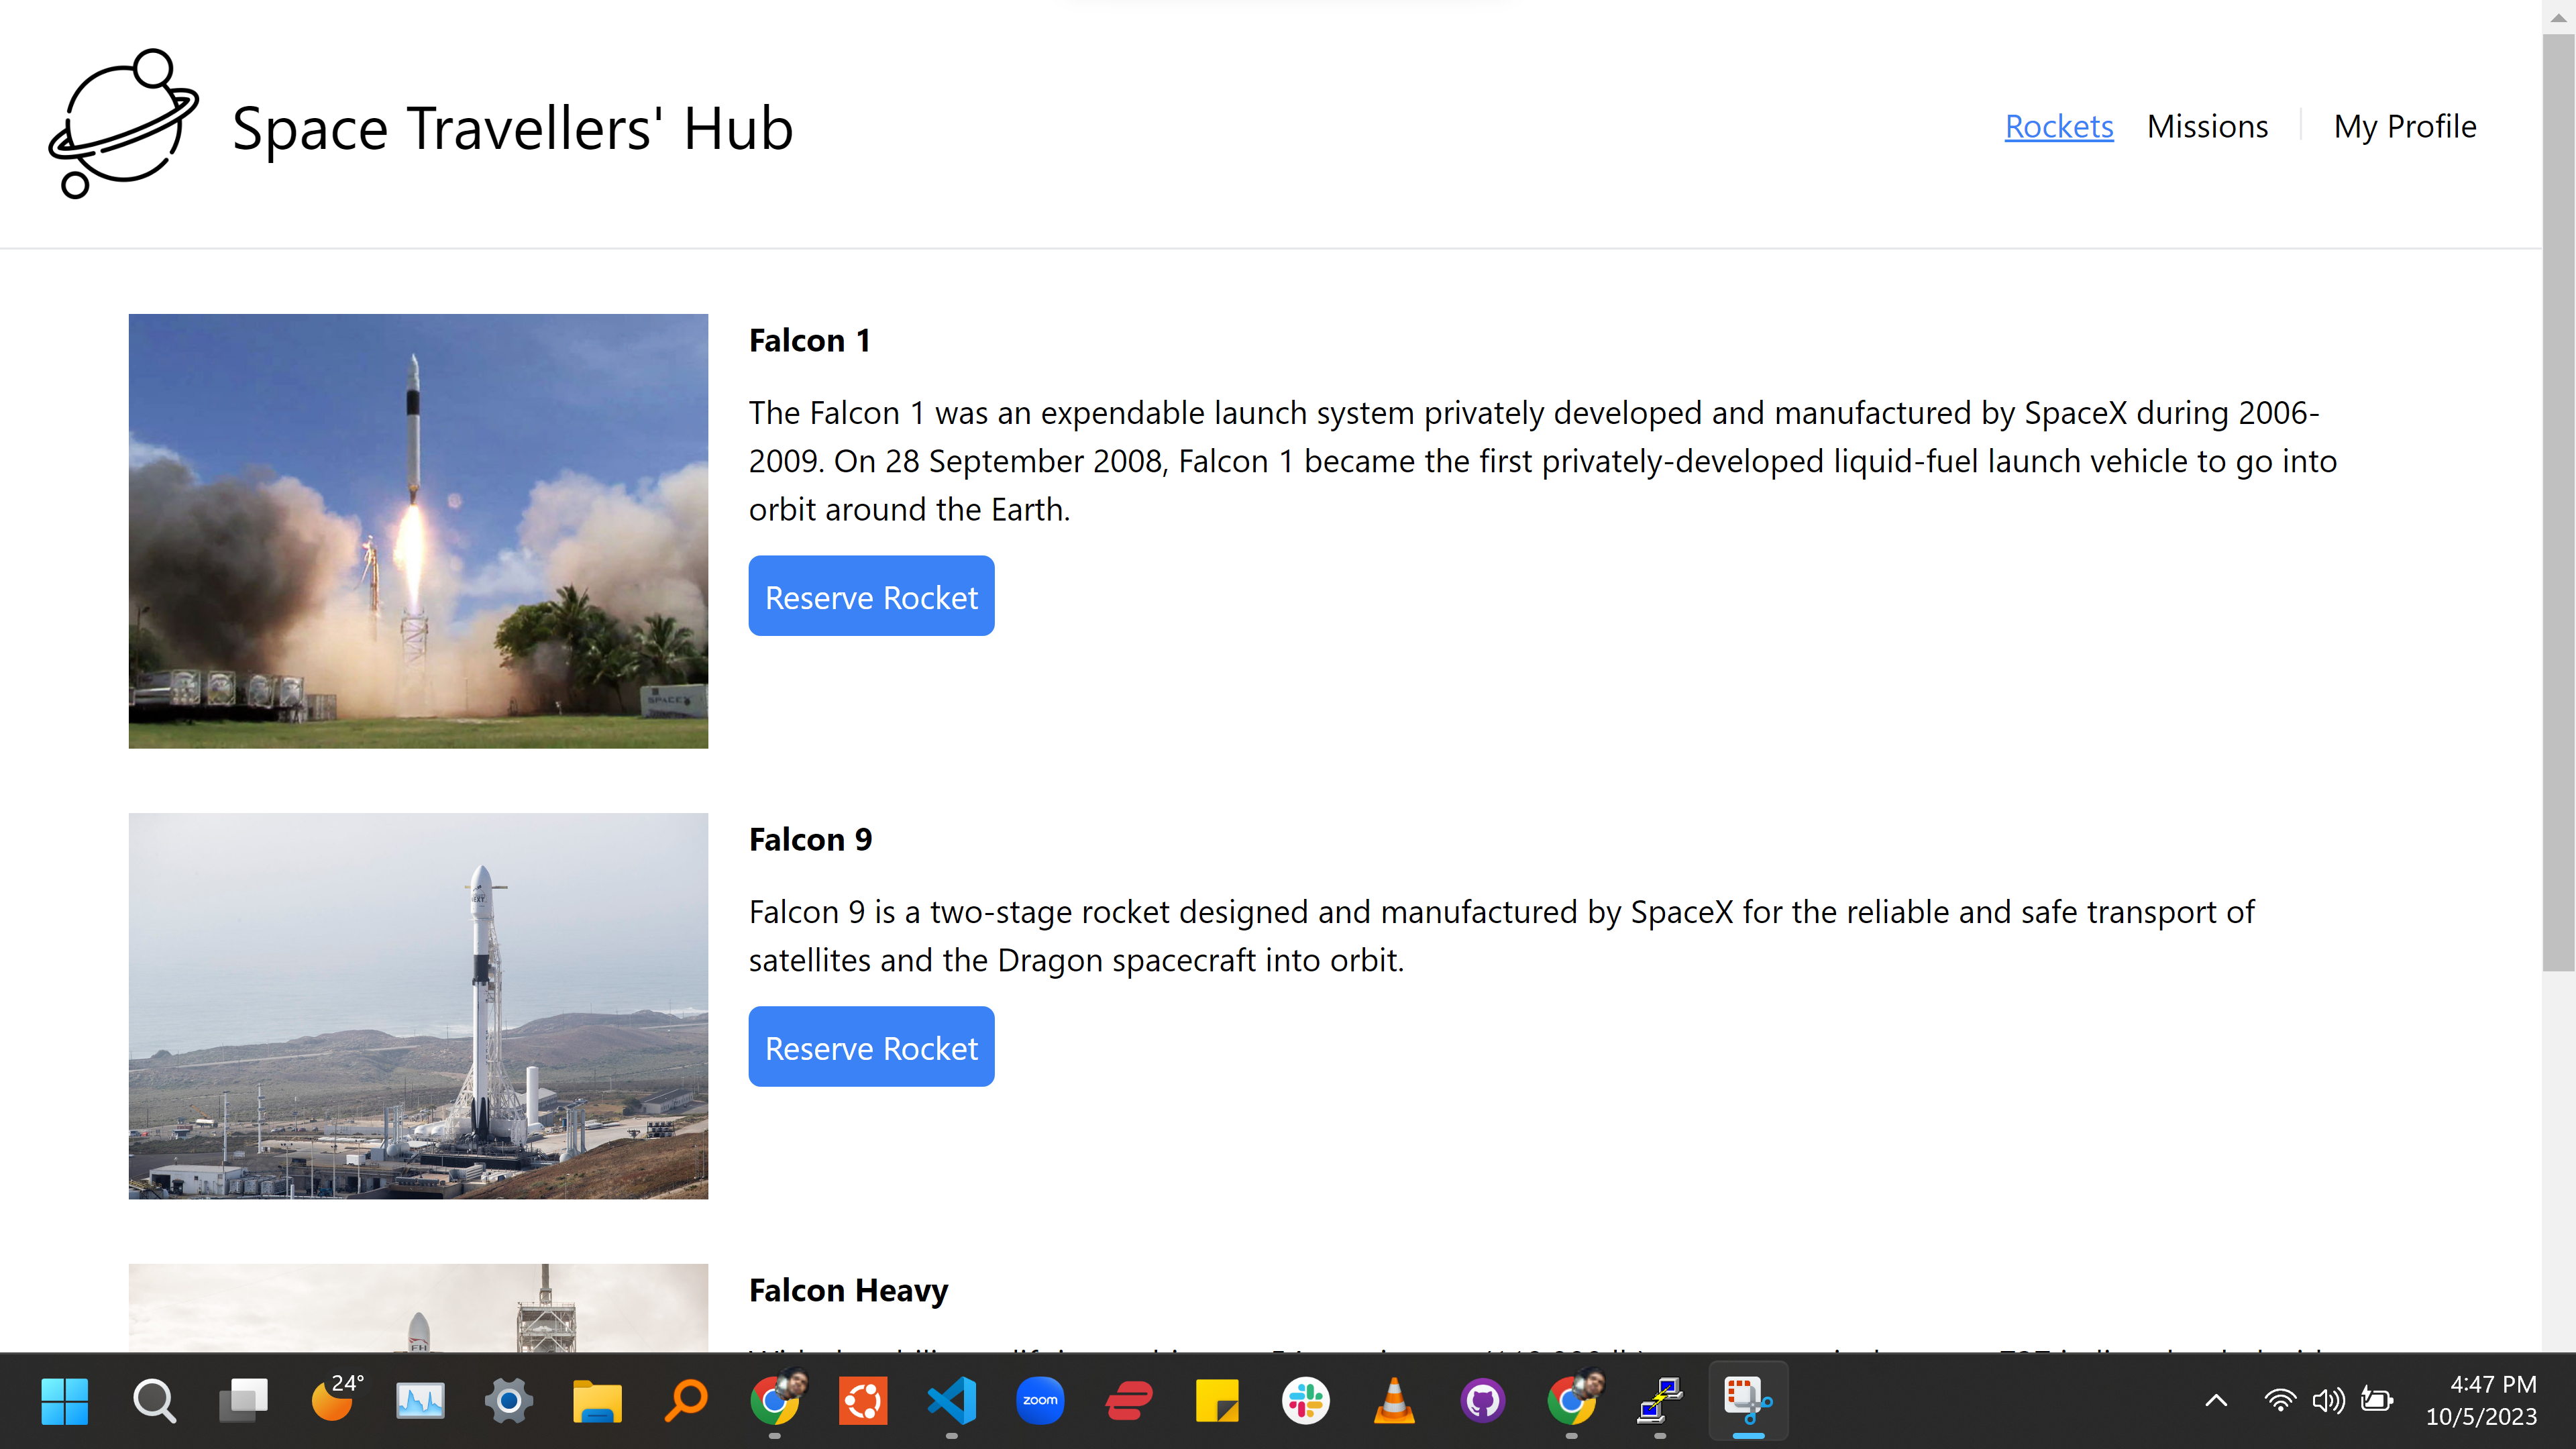 Space Travellers' Hub
Rockets Missions My Profile
Falcon 1
The Falcon 1 was an expendable launch system privately developed and manufactured by SpaceX during 2006-
2009. On 28 September 2008, Falcon 1 became the first privately-developed liquid-fuel launch vehicle to go into
orbit around the Earth.
Reserve Rocket
SPACEX
Falcon 9
Falcon 9 is a two-stage rocket designed and manufactured by SpaceX for the reliable and safe transport of
satellites and the Dragon spacecraft into orbit.
Reserve Rocket
Falcon Heavy
FH
24°
zoom
4:47 PM
10/5/2023